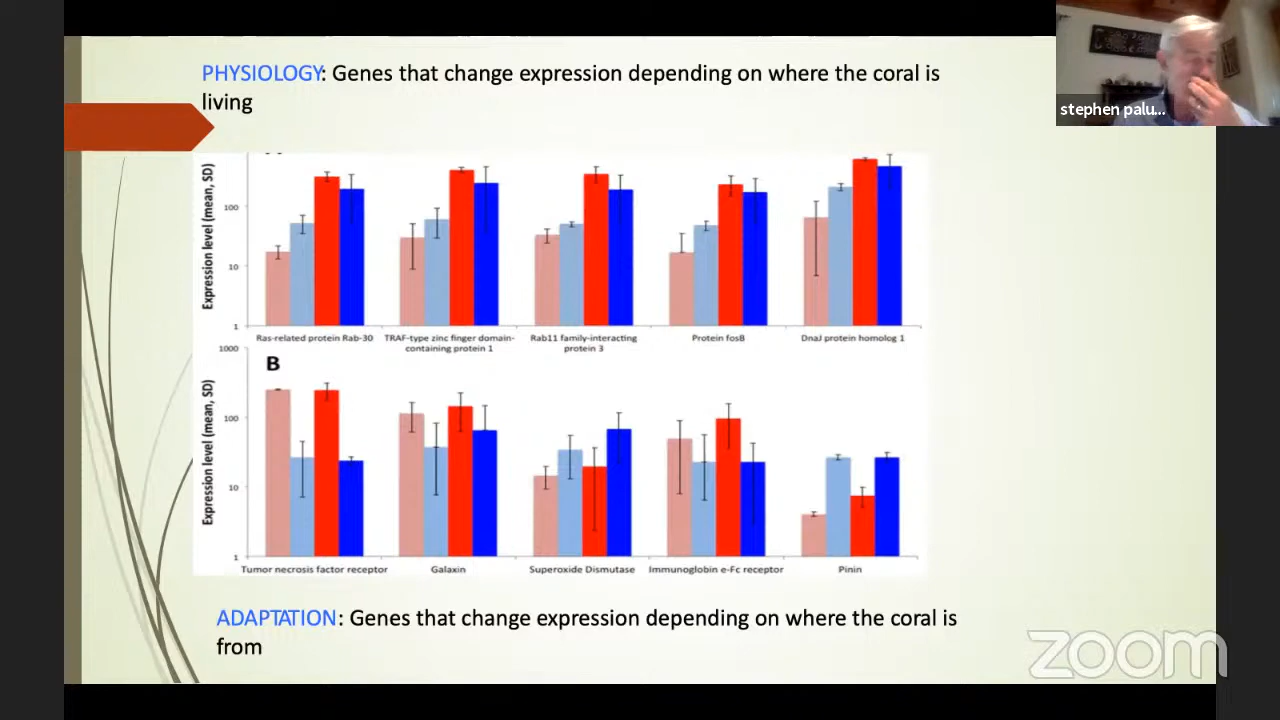 PHYSIOLOGY: Genes that change expression depending on where the coral is
living
stephen palu...
Expression level (mean, SD)
100
10
1
Ras-related protein Rab-30
TRAF-type zinc finger domain-
containing protein 1
Rab11 family-interacting
protein 3
Protein fosB
DnaJ protein homolog 1
B
Expression level (mean, SD)
1000
100
10
1
Tumor necrosis factor receptor
Galaxin
Superoxide Dismutase
Immunoglobin e-Fc receptor
Pinin
ADAPTATION: Genes that change expression depending on where the coral is
from
zoom